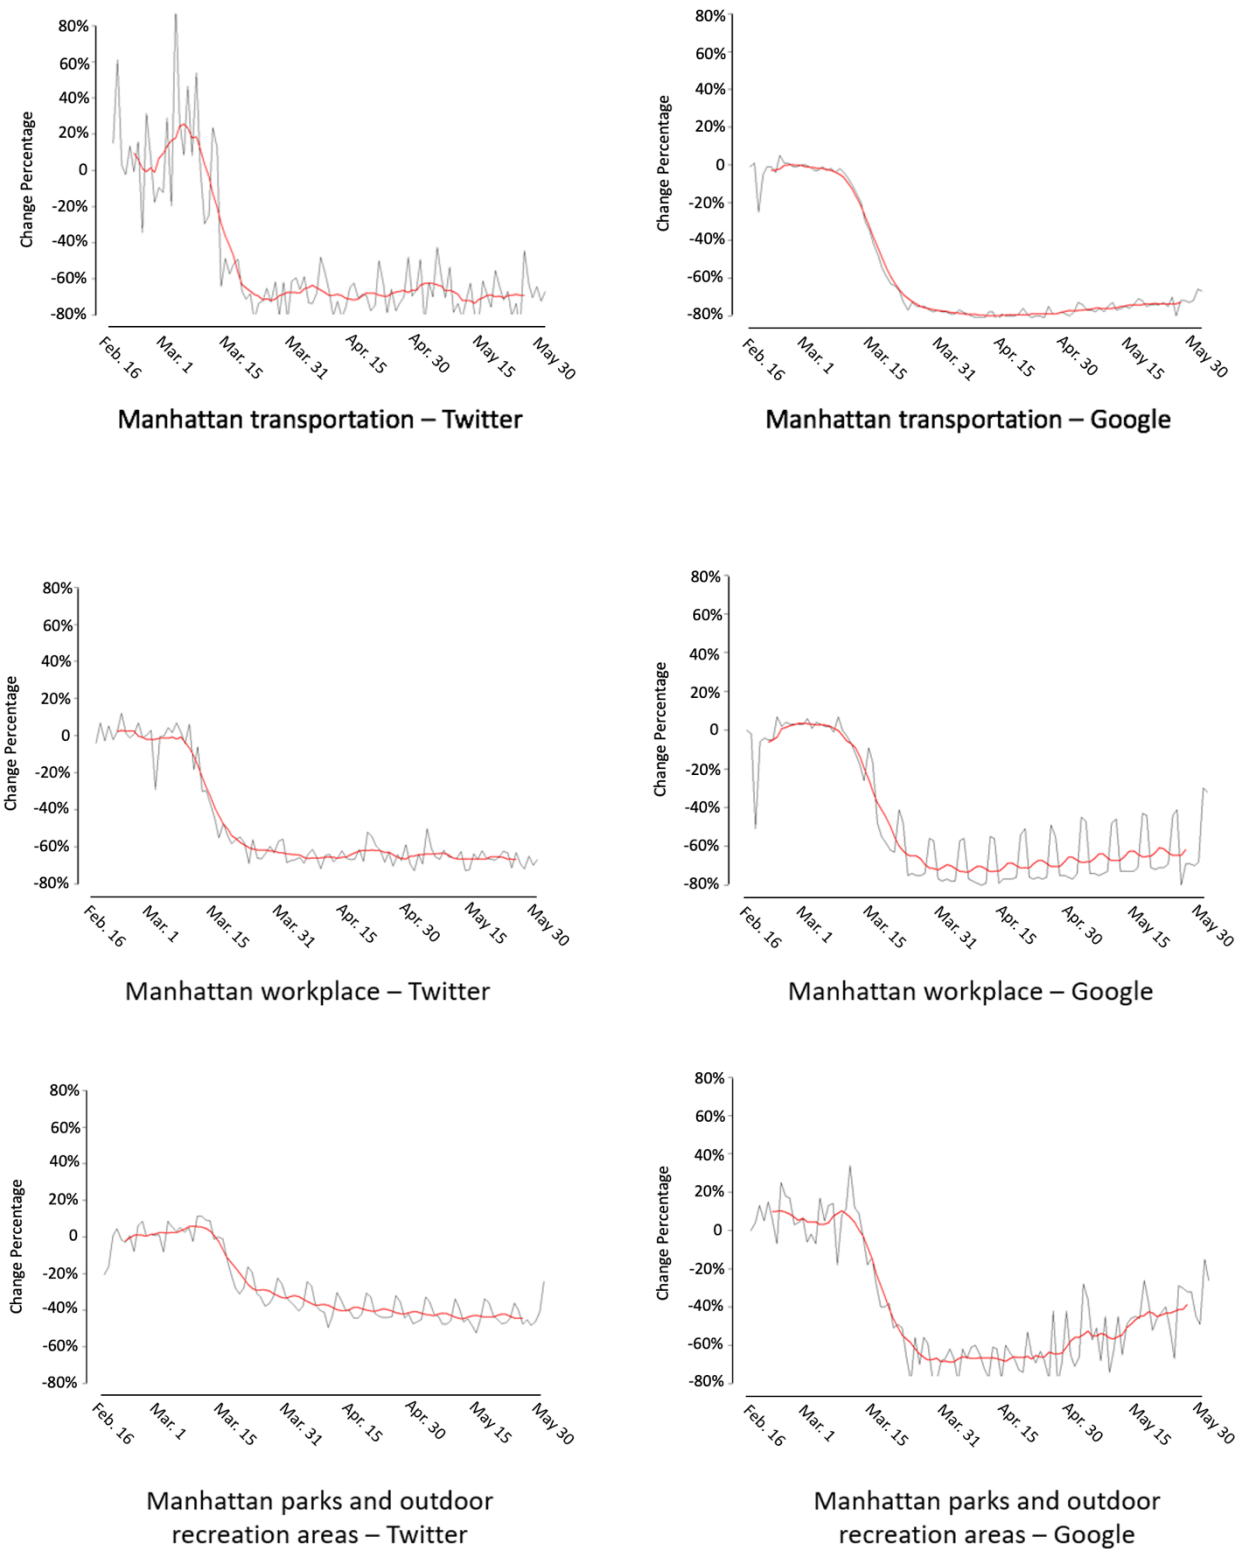 80%
60%
40%
20%
0
-20%
-40%
-60%
-80%
Change Percentage
Feb. 16
Mar. 1
Mar. 15
Mar. 31
Apr. 15
Apr. 30
May 15
May 30
Manhattan transportation – Twitter
80%
60%
40%
20%
0
-20%
-40%
-60%
-80%
Change Percentage
Feb. 16
Mar. 1
Mar. 15
Mar. 31
Apr. 15
Apr. 30
May 15
May 30
Manhattan transportation – Google
80%
60%
40%
20%
0
-20%
-40%
-60%
-80%
Change Percentage
Feb. 16
Mar. 1
Mar. 15
Mar. 31
Apr. 15
Apr. 30
May 15
May 30
Manhattan workplace – Twitter
80%
60%
40%
20%
0
-20%
-40%
-60%
-80%
Change Percentage
Feb. 16
Mar. 1
Mar. 15
Mar. 31
Apr. 15
Apr. 30
May 15
May 30
Manhattan workplace – Google
80%
60%
40%
20%
0
-20%
-40%
-60%
-80%
Change Percentage
Feb. 16
Mar. 1
Mar. 15
Mar. 31
Apr. 15
Apr. 30
May 15
May 30
Manhattan parks and outdoor
recreation areas – Twitter
80%
60%
40%
20%
0
-20%
-40%
-60%
-80%
Change Percentage
Feb. 16
Mar. 1
Mar. 15
Mar. 31
Apr. 15
Apr. 30
May 15
May 30
Manhattan parks and outdoor
recreation areas – Google